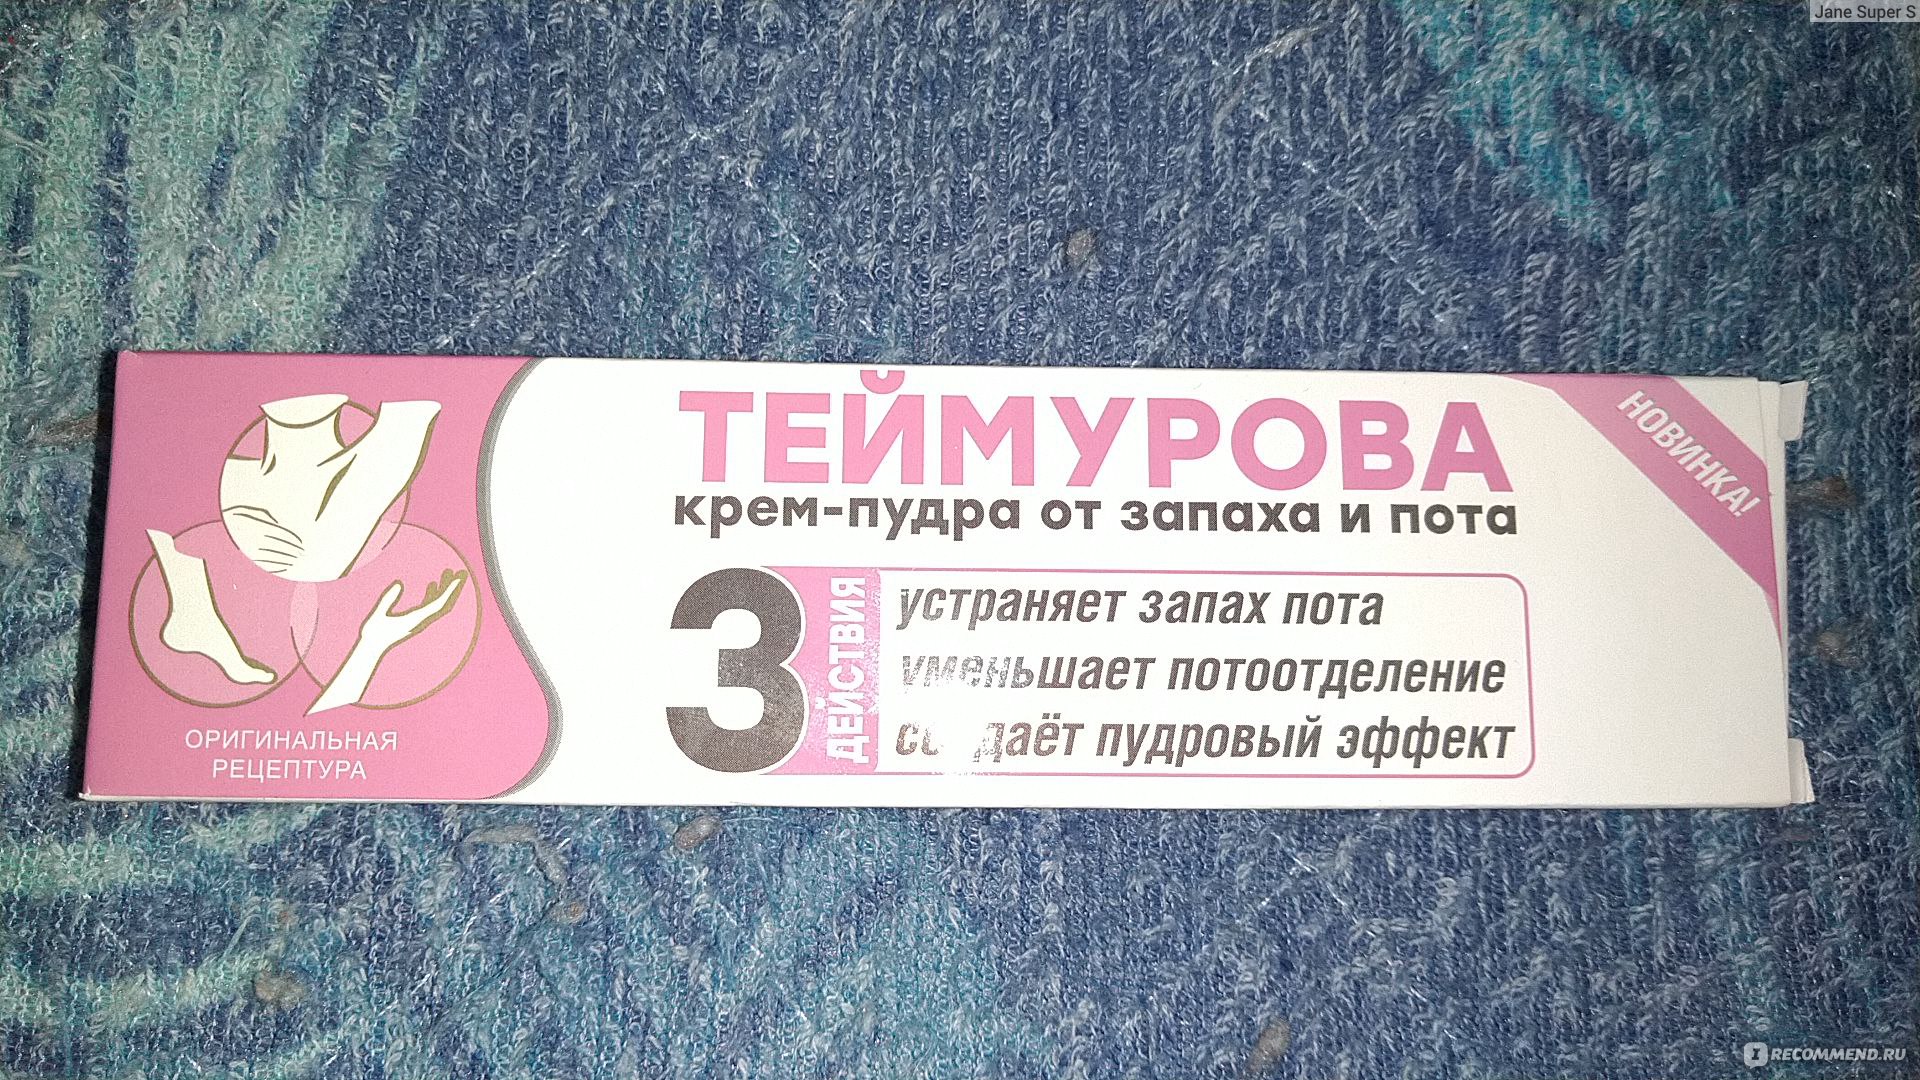 Jane Super S
ТЕЙМУРОВА
крем-пудра от запаха и пота
НОВИНКА!
3 ДЕЙСТВИЯ
устраняет запах пота
уменьшает потоотделение
создаёт пудровый эффект
ОРИГИНАЛЬНАЯ
РЕЦЕПТУРА
IRECOMMEND.RU